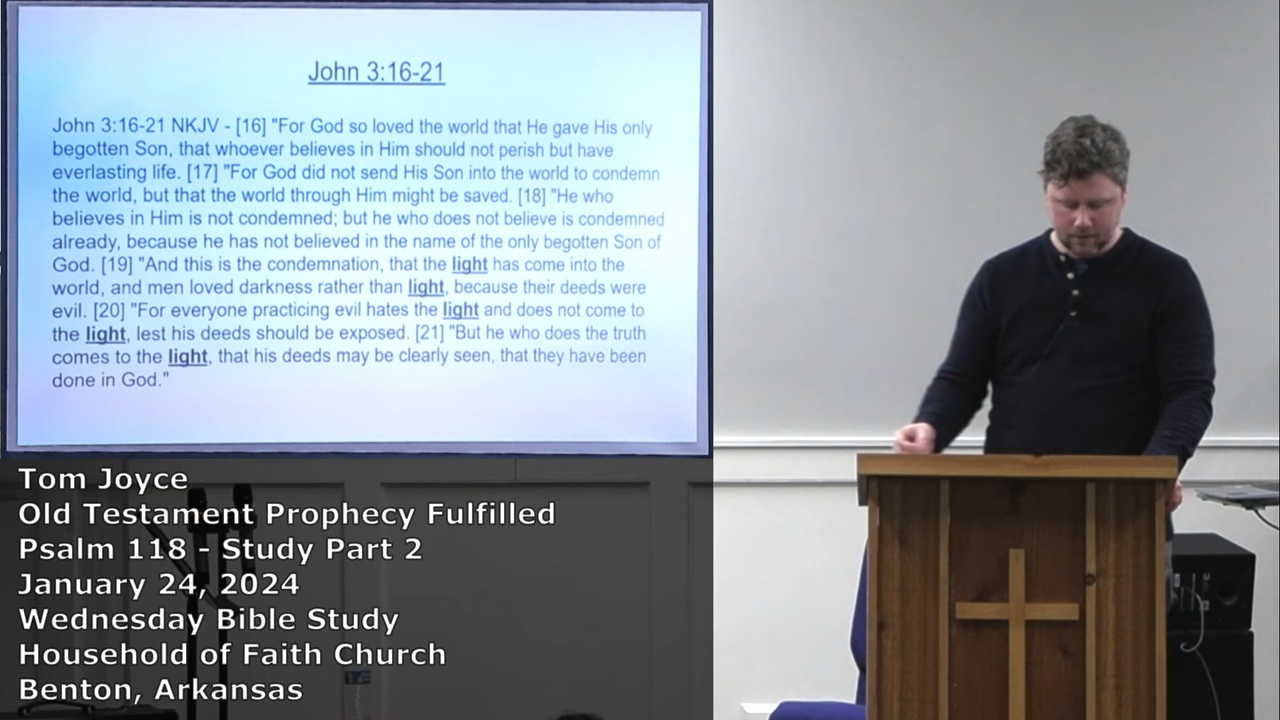 John 3:16-21
John 3:16-21 NKJV - [16] "For God so loved the world that He gave His only
begotten Son, that whoever believes in Him should not perish but have
everlasting life. [17] "For God did not send His Son into the world to condemn
the world, but that the world through Him might be saved. [18] "He who
believes in Him is not condemned; but he who does not believe is condemned
already, because he has not believed in the name of the only begotten Son of
God. [19] "And this is the condemnation, that the light has come into the
world, and men loved darkness rather than light, because their deeds were
evil. [20] "For everyone practicing evil hates the light and does not come to
the light, lest his deeds should be exposed. [21] "But he who does the truth
comes to the light, that his deeds may be clearly seen, that they have been
done in God."
Tom Joyce
Old Testament Prophecy Fulfilled
Psalm 118 - Study Part 2
January 24, 2024
Wednesday Bible Study
Household of Faith Church
Benton, Arkansas